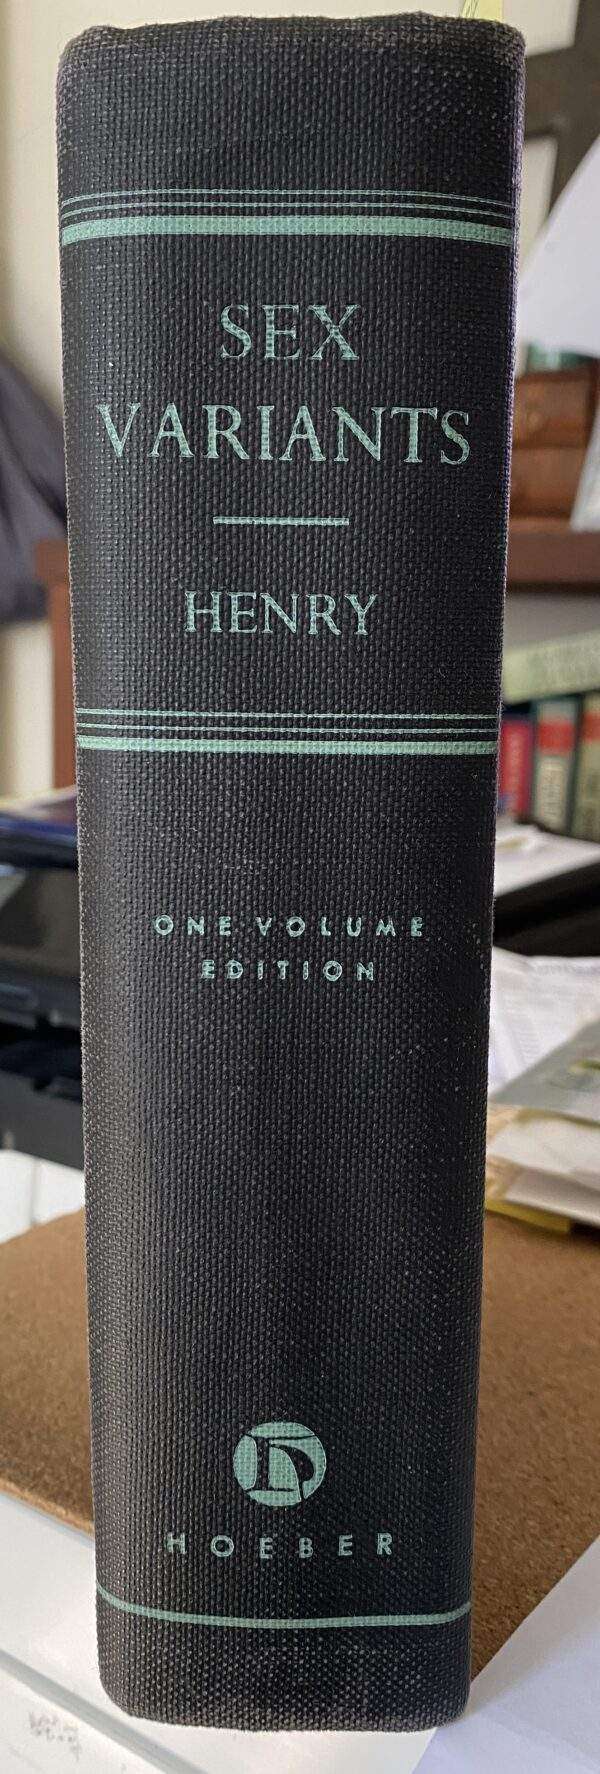 SEX
VARIANTS
HENRY
ONE-VOLUME
EDITION
HOEBER